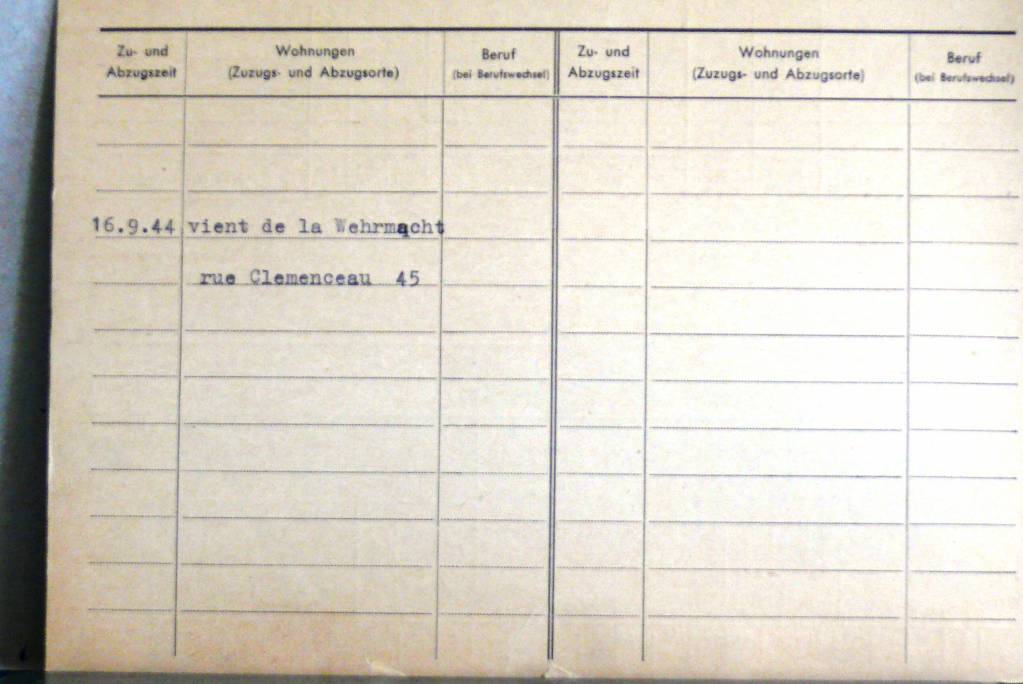 Zu- und Abzugszeit
Wohnungen
(Zuzugs- und Abzugsorte)
Beruf
(bei Berufswechsel)
Zu- und Abzugszeit
Wohnungen
(Zuzugs- und Abzugsorte)
Beruf
(bei Berufswechsel)
16.9.44 vient de la Wehrmacht
rue Clemenceau 45